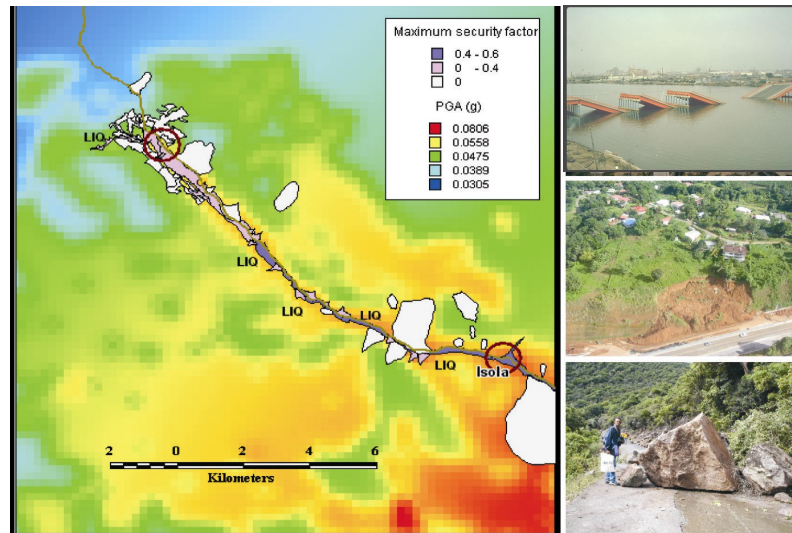 Maximum security factor
0.4 - 0.6
0 - 0.4
0
PGA (g)
0.0806
0.0558
0.0475
0.0389
0.0305
LIQ
LIQ
LIQ
LIQ
LIQ
Isola
2 0 2 4 6
Kilometers